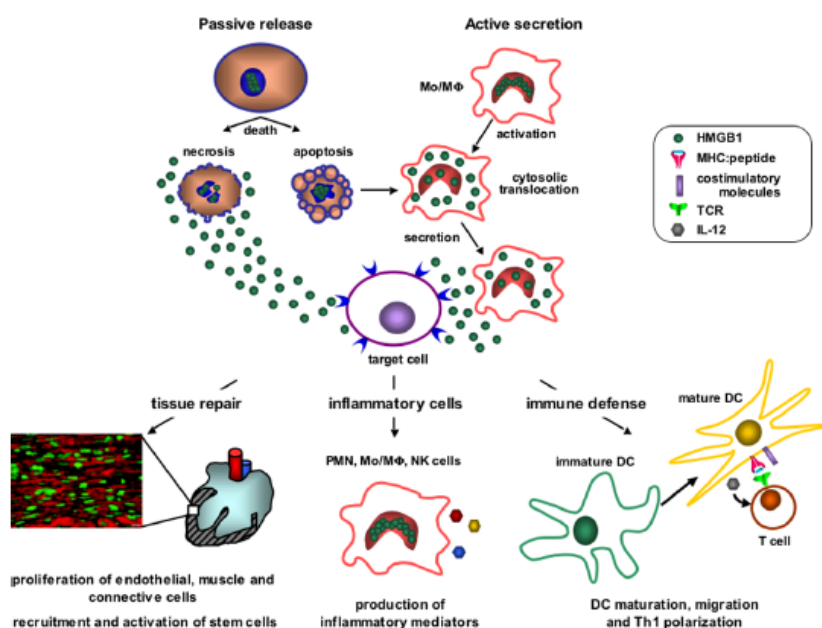 Passive release
Active secretion
Mo/MΦ
death
activation
necrosis
apoptosis
cytosolic
translocation
secretion
HMGB1
MHC:peptide
costimulatory
molecules
TCR
IL-12
target cell
tissue repair
inflammatory cells
immune defense
mature DC
PMN, Mo/MΦ, NK cells
immature DC
T cell
proliferation of endothelial, muscle and
connective cells
recruitment and activation of stem cells
production of
inflammatory mediators
DC maturation, migration
and Th1 polarization